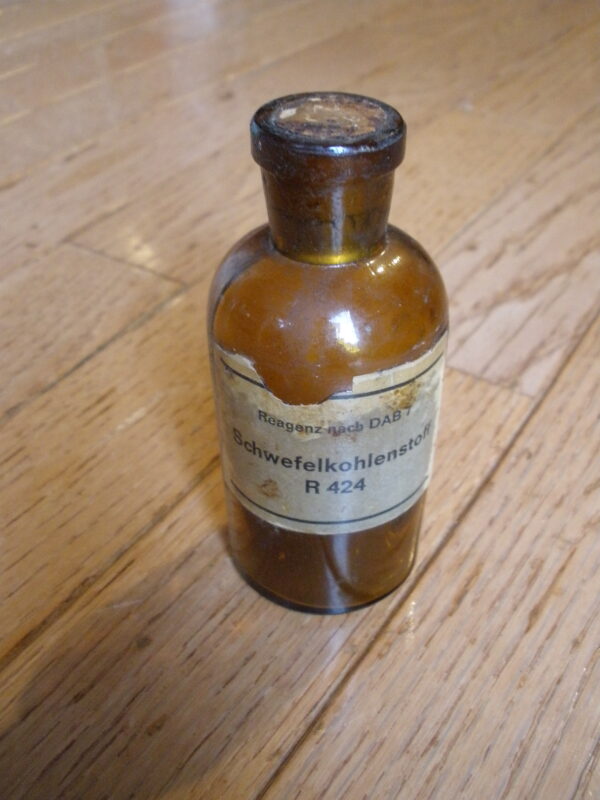 Reagenz nach DAB 7
Schwefelkohlenstoff
R 424